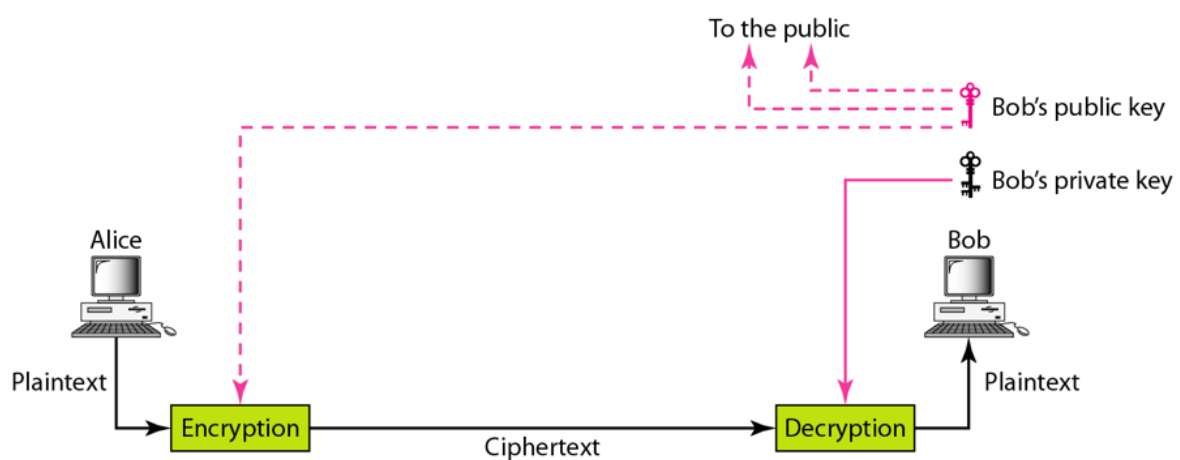 To the public
Bob’s public key
Bob’s private key
Alice
Bob
Plaintext
Plaintext
Encryption
Decryption
Ciphertext